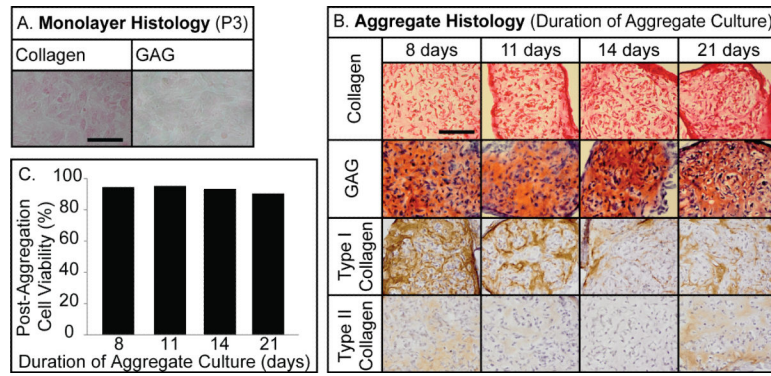 A. Monolayer Histology (P3)
Collagen GAG
B. Aggregate Histology (Duration of Aggregate Culture)
8 days 11 days 14 days 21 days
Collagen
GAG
Type I
Collagen
Type II
Collagen
C.
Post-Aggregation
Cell Viability (%)
100
80
60
40
20
0
8 11 14 21
Duration of Aggregate Culture (days)